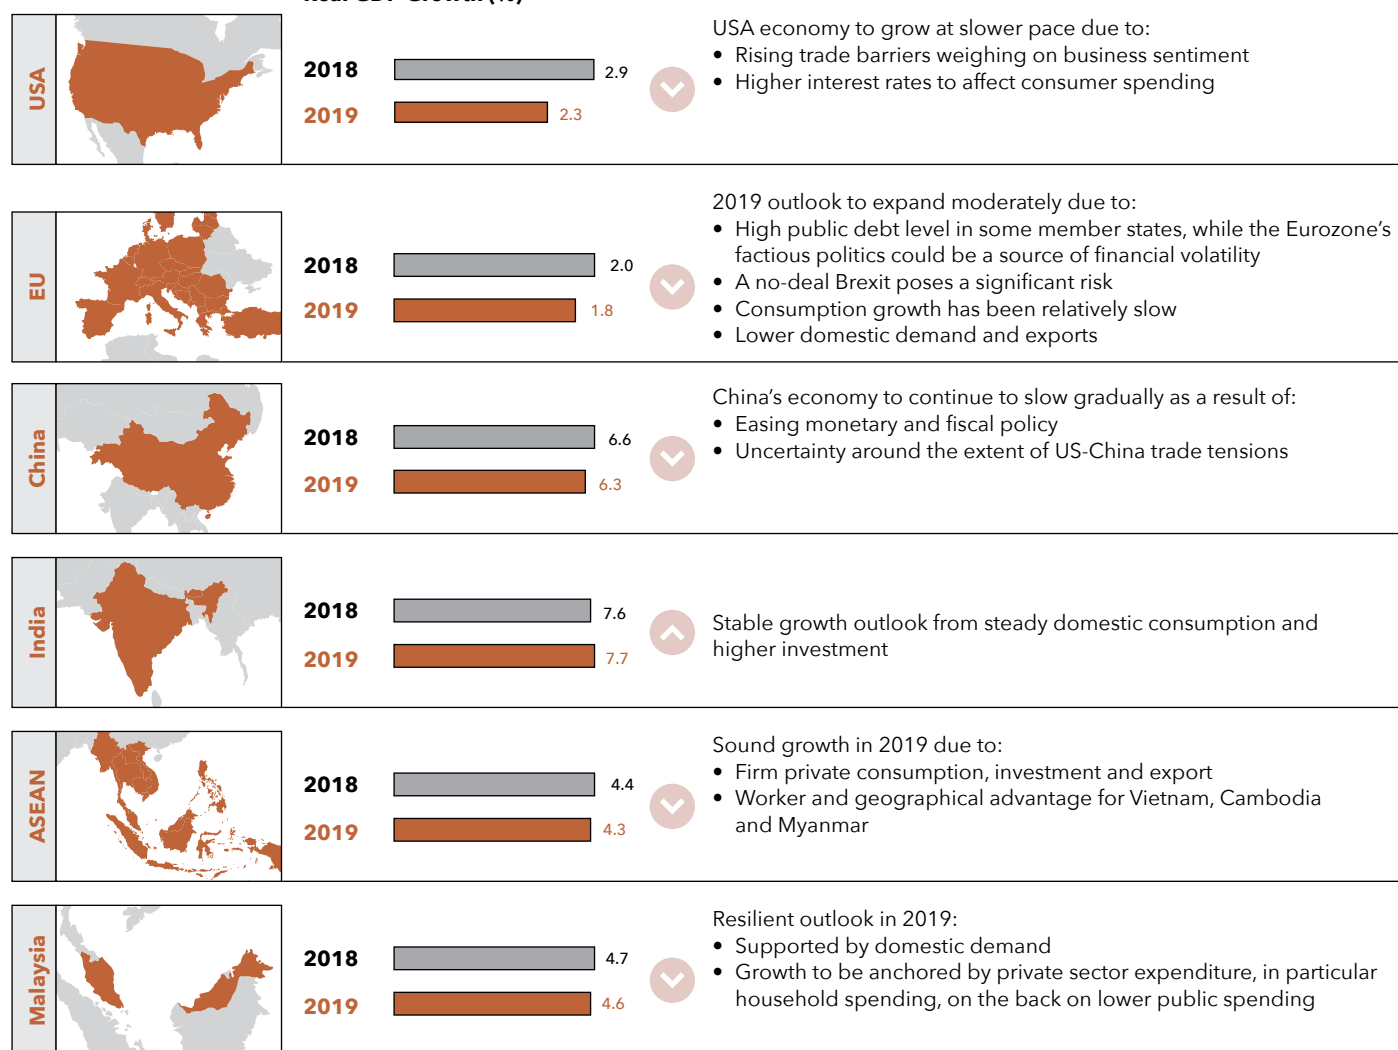 Real GDP Growth (%)
USA
2018
2.9
2019
2.3
USA economy to grow at slower pace due to:
• Rising trade barriers weighing on business sentiment
• Higher interest rates to affect consumer spending
EU
2018
2.0
2019
1.8
2019 outlook to expand moderately due to:
• High public debt level in some member states, while the Eurozone’s
factious politics could be a source of financial volatility
• A no-deal Brexit poses a significant risk
• Consumption growth has been relatively slow
• Lower domestic demand and exports
China
2018
6.6
2019
6.3
China’s economy to continue to slow gradually as a result of:
• Easing monetary and fiscal policy
• Uncertainty around the extent of US-China trade tensions
India
2018
7.6
2019
7.7
Stable growth outlook from steady domestic consumption and
higher investment
ASEAN
2018
4.4
2019
4.3
Sound growth in 2019 due to:
• Firm private consumption, investment and export
• Worker and geographical advantage for Vietnam, Cambodia
and Myanmar
Malaysia
2018
4.7
2019
4.6
Resilient outlook in 2019:
• Supported by domestic demand
• Growth to be anchored by private sector expenditure, in particular
household spending, on the back on lower public spending